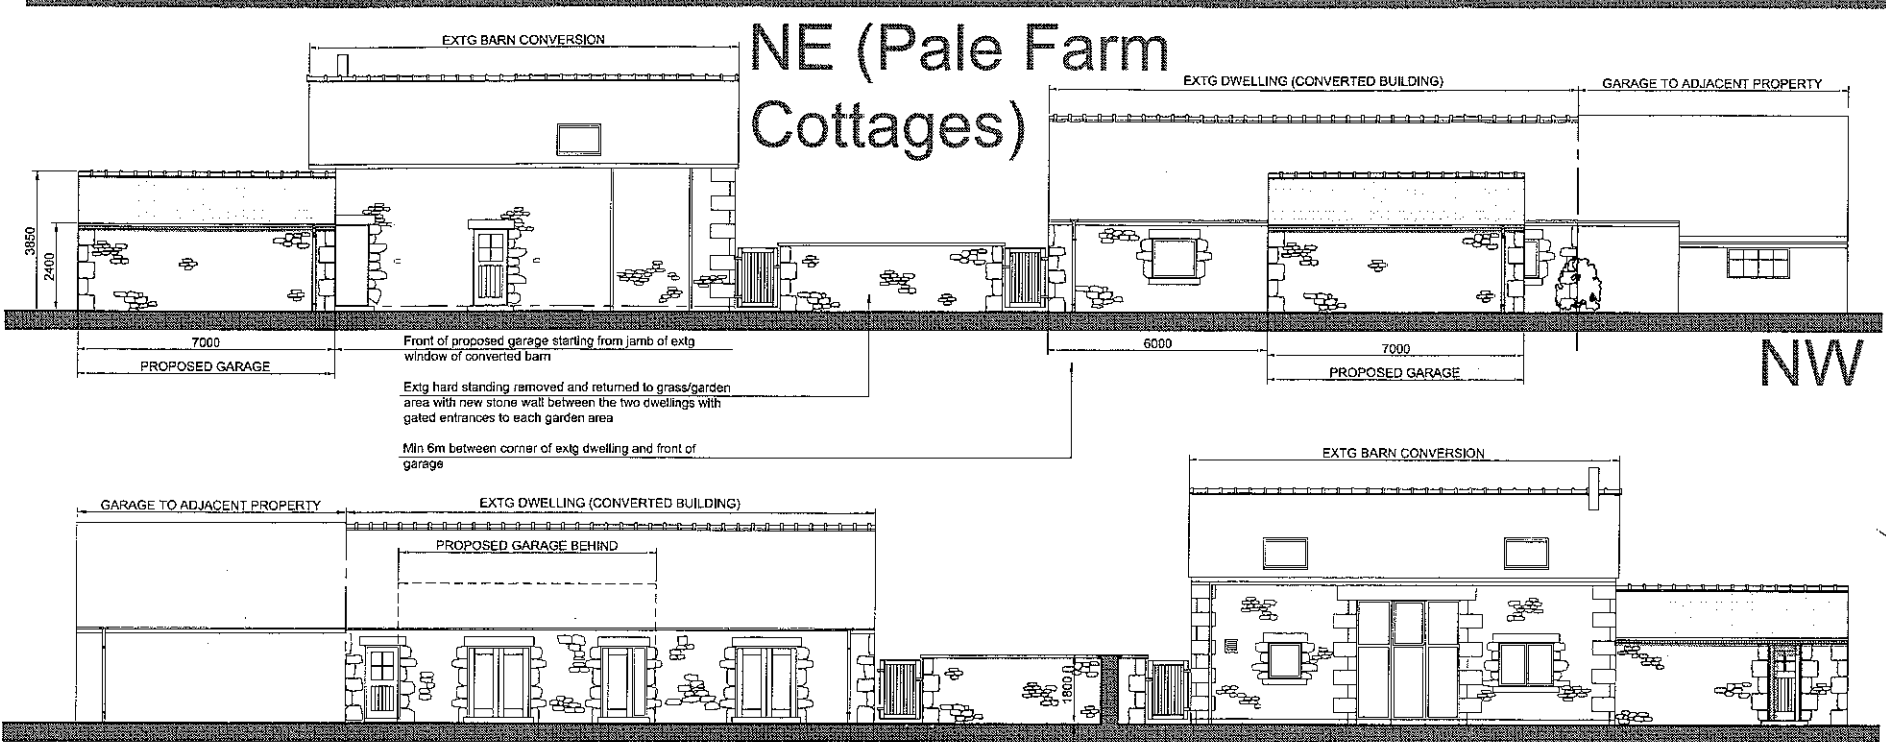 NE (Pale Farm
Cottages)
EXTG BARN CONVERSION
EXTG DWELLING (CONVERTED BUILDING)
GARAGE TO ADJACENT PROPERTY
3850
2400
7000
PROPOSED GARAGE
Front of proposed garage starting from jamb of extg
window of converted barn
Extg hard standing removed and returned to grass/garden
area with new stone wall between the two dwellings with
gated entrances to each garden area
Min 6m between corner of extg dwelling and front of
garage
6000
7000
PROPOSED GARAGE
NW
GARAGE TO ADJACENT PROPERTY
EXTG DWELLING (CONVERTED BUILDING)
PROPOSED GARAGE BEHIND
EXTG BARN CONVERSION
1800